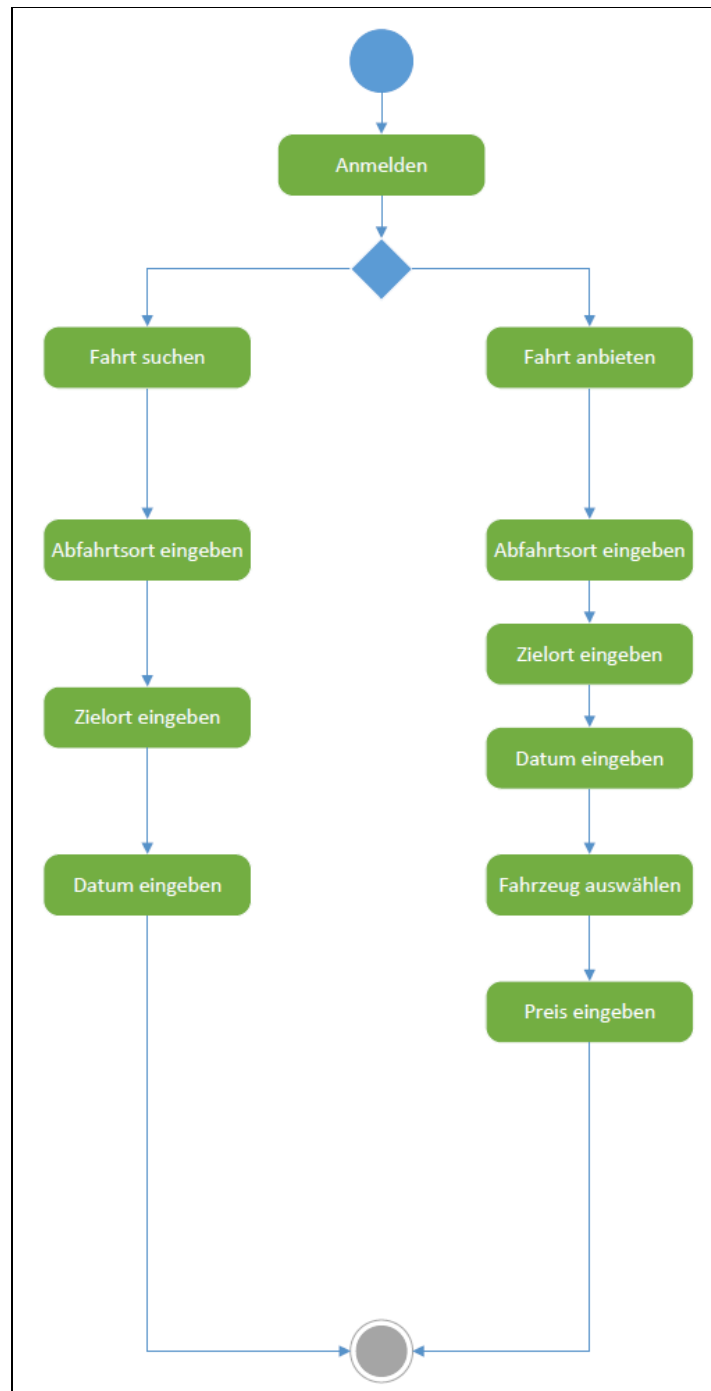 Anmelden
Fahrt suchen
Fahrt anbieten
Abfahrtsort eingeben
Abfahrtsort eingeben
Zielort eingeben
Zielort eingeben
Datum eingeben
Datum eingeben
Fahrzeug auswählen
Preis eingeben